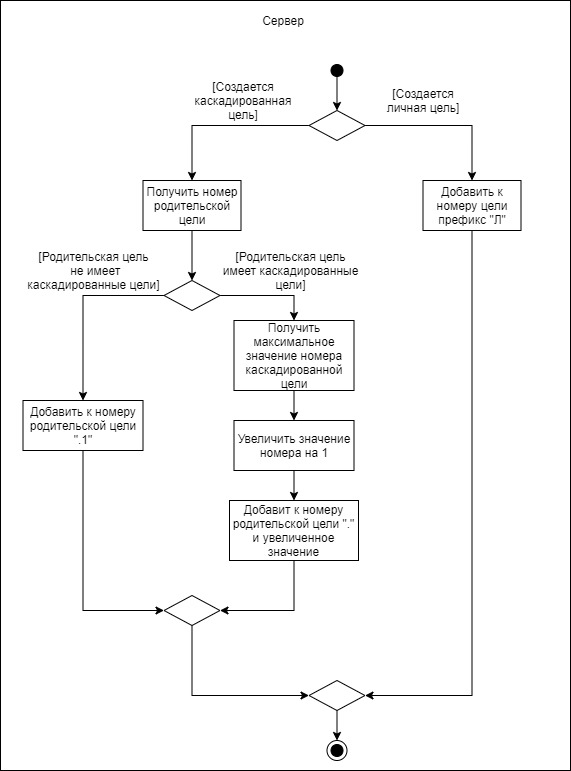 Сервер
[Создается
каскадированная
цель]
[Создается
личная цель]
Получить номер
родительской
цели
Добавить к
номеру цели
префикс "Л"
[Родительская цель
не имеет
каскадированные цели]
[Родительская цель
имеет каскадированные
цели]
Получить
максимальное
значение номера
каскадированной
цели
Добавить к номеру
родительской цели
".1"
Увеличить значение
номера на 1
Добавит к номеру
родительской цели "."
и увеличенное
значение